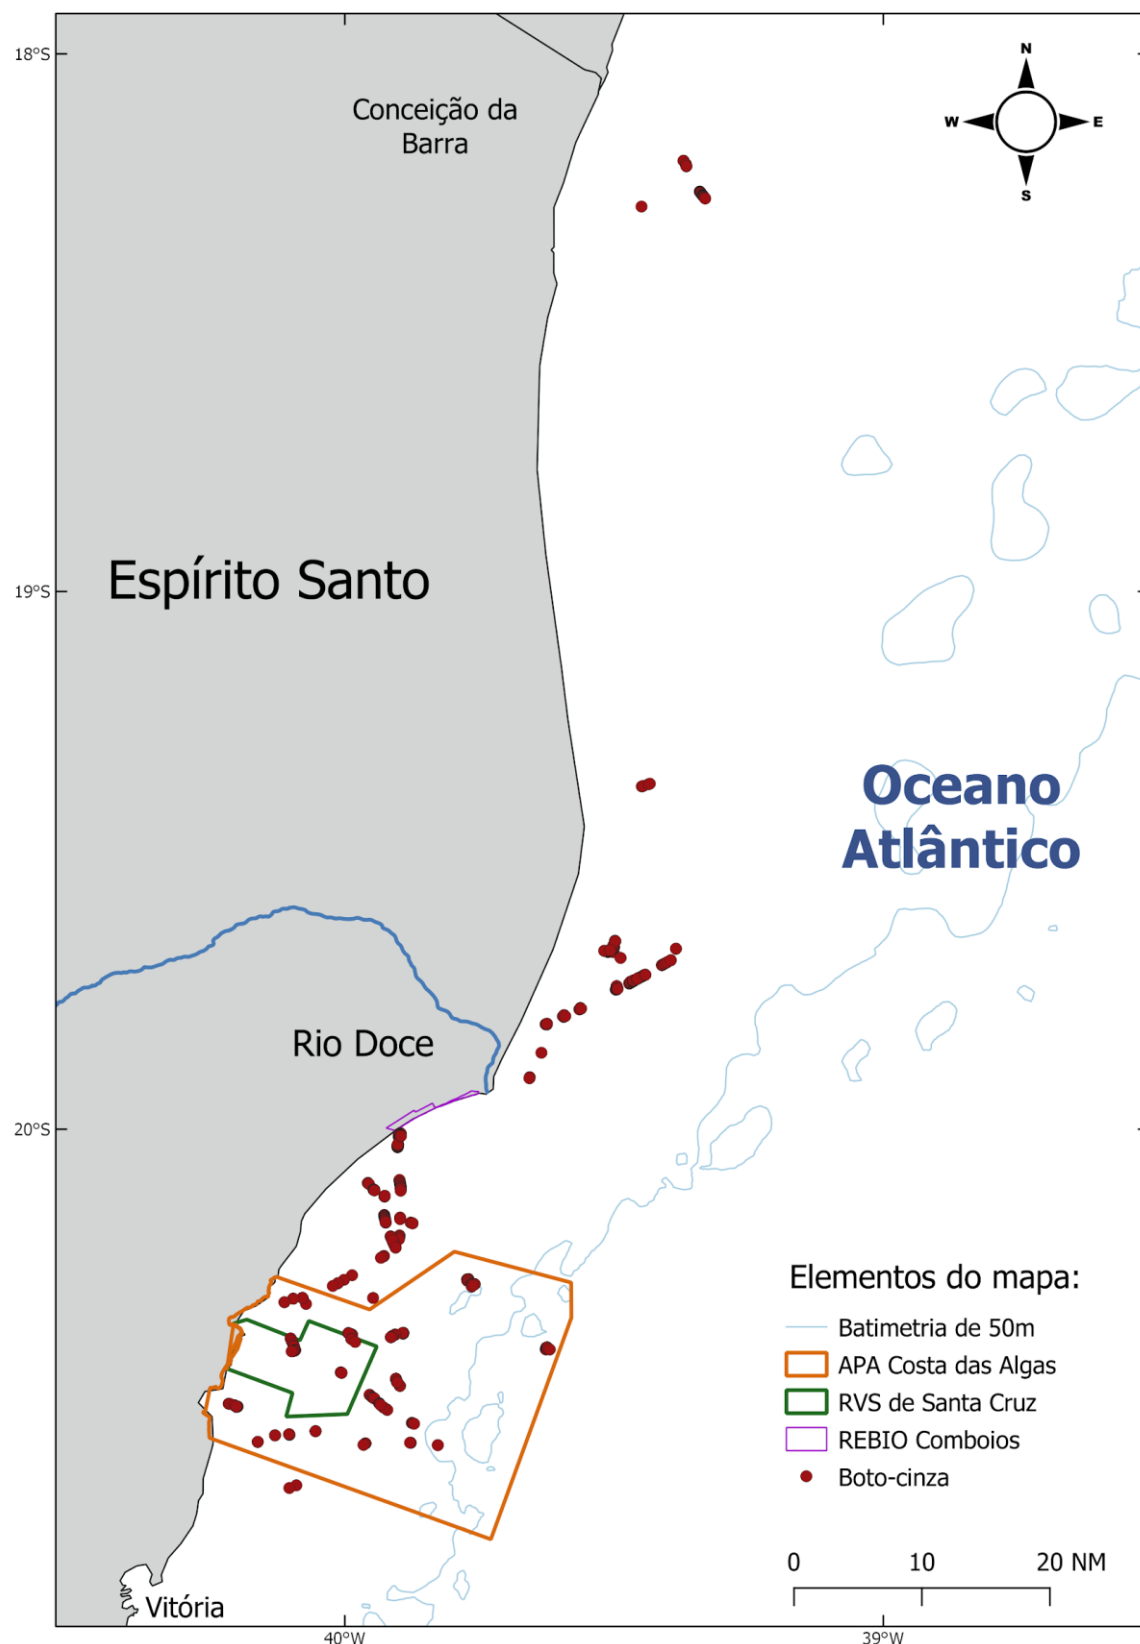 18°S
Conceição da
Barra
N
W
E
S
Espírito Santo
19°S
Oceano
Atlântico
Rio Doce
20°S
Elementos do mapa:
Batimetria de 50m
APA Costa das Algas
RVS de Santa Cruz
REBIO Comboios
Boto-cinza
0 10 20 NM
Vitória
40°W
39°W